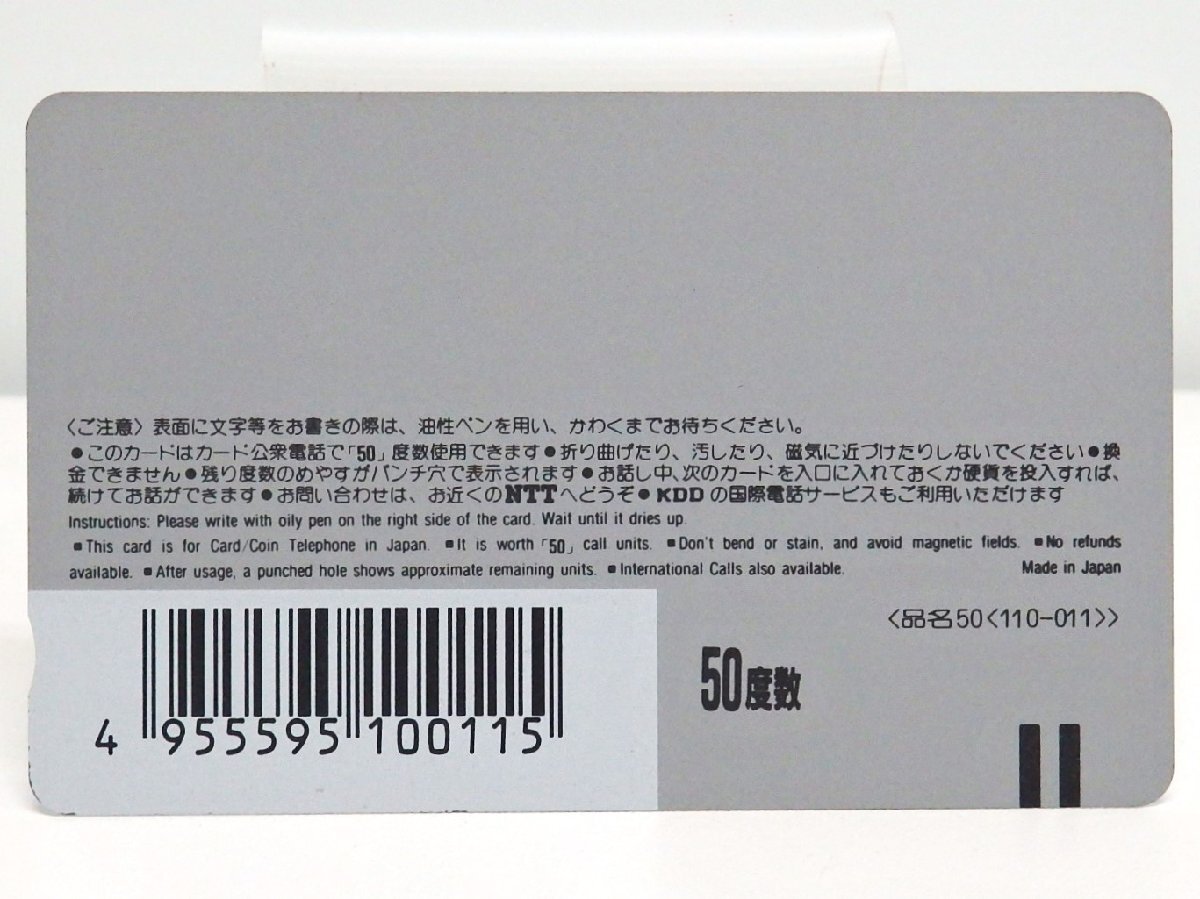 〈ご注意〉表面に文字等をお書きの際は、油性ペンを用い、かわくまでお待ちください。
●このカードはカード公衆電話で「50」度数使用できます●折り曲げたり、汚したり、磁気に近づけたりしないでください●換
金できません●残り度数のめやすがパンチ穴で表示されます●お話し中、次のカードを入口に入れておくか硬貨を投入すれば、
続けてお話ができます●お問い合わせは、お近くのNTTへどうぞ●KDDの国際電話サービスもご利用いただけます
Instructions: Please write with oily pen on the right side of the card. Wait until it dries up.
■This card is for Card/Coin Telephone in Japan. ■It is worth「50」call units. ■Don't bend or stain, and avoid magnetic fields. ■No refunds
available. ■After usage, a punched hole shows approximate remaining units. ■International Calls also available. Made in Japan
〈品名50〈110-011〉〉
50度数
4 955595 100115